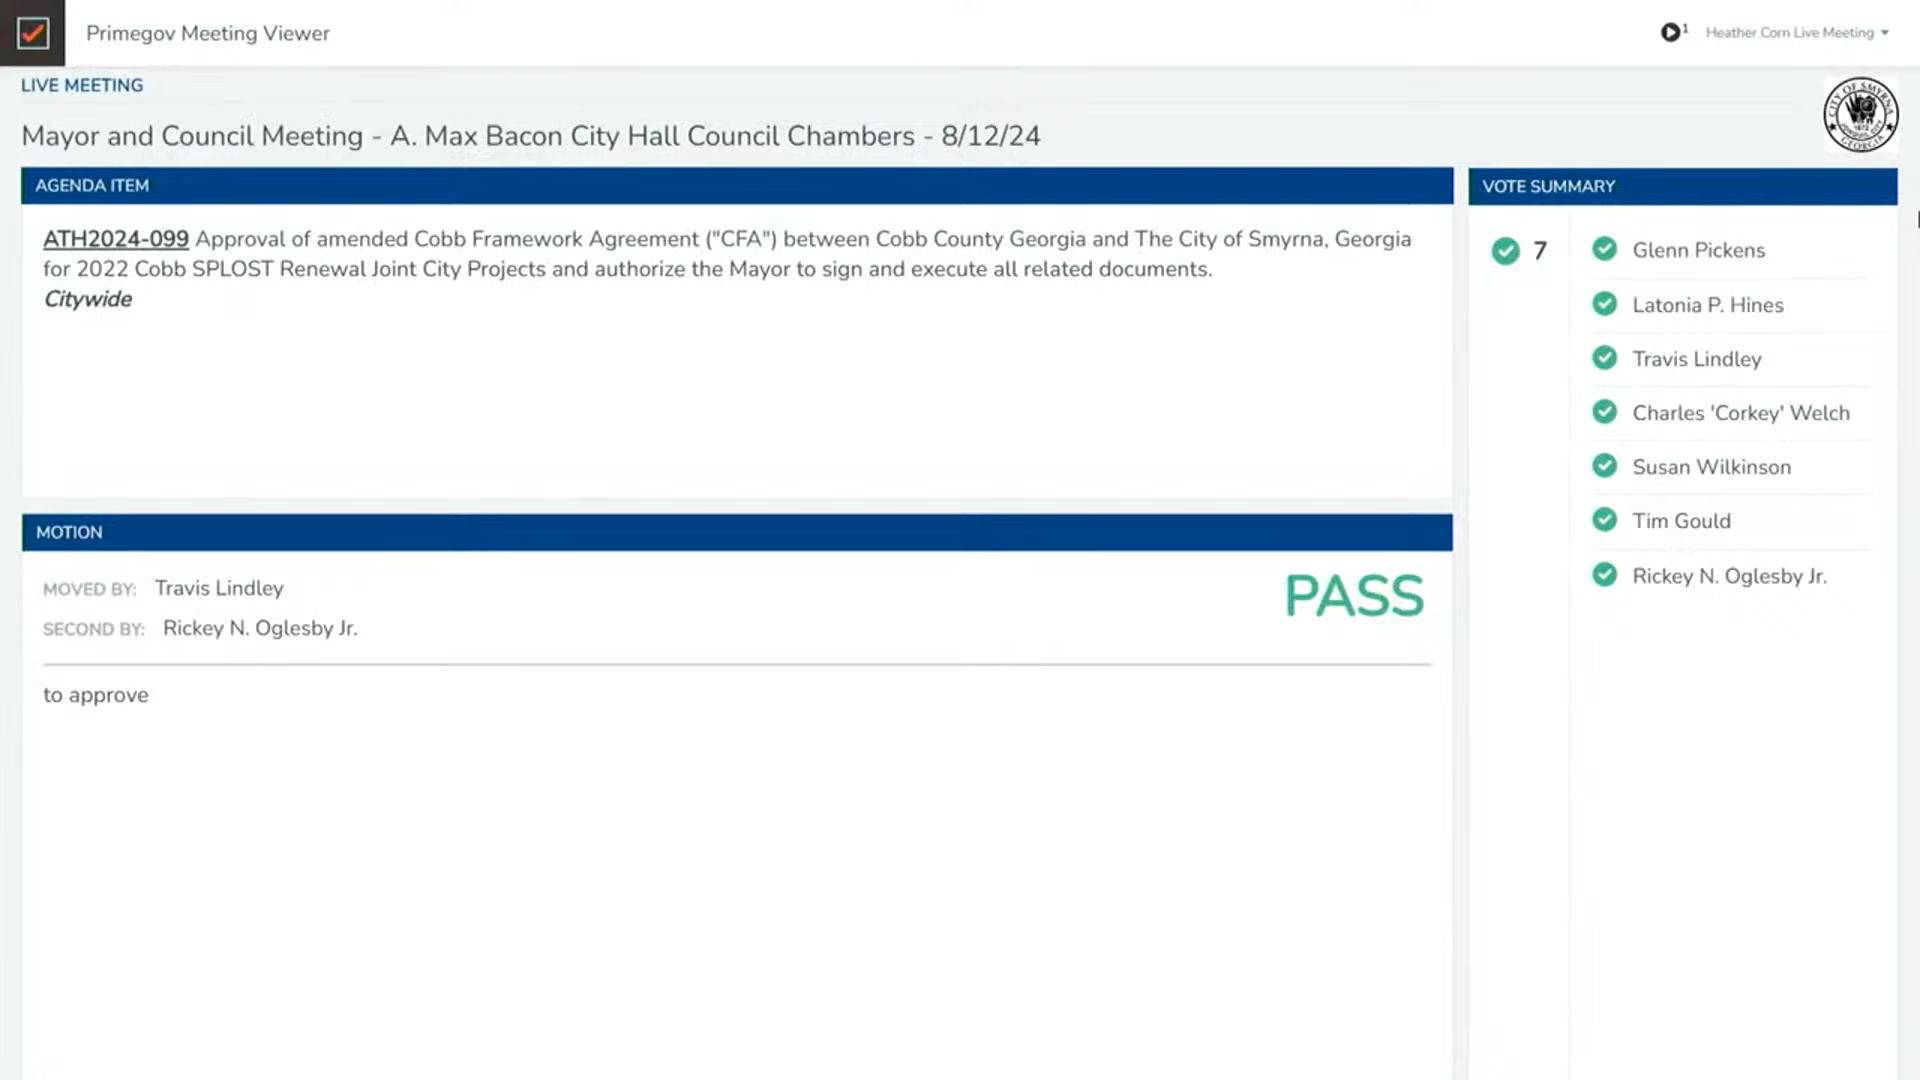 Primegov Meeting Viewer
1 Heather Corn Live Meeting
LIVE MEETING
Mayor and Council Meeting - A. Max Bacon City Hall Council Chambers - 8/12/24
CITY OF SMYRNA
GEORGIA
AGENDA ITEM
ATH2024-099 Approval of amended Cobb Framework Agreement ("CFA") between Cobb County Georgia and The City of Smyrna, Georgia
for 2022 Cobb SPLOST Renewal Joint City Projects and authorize the Mayor to sign and execute all related documents.
Citywide
MOTION
MOVED BY: Travis Lindley
SECOND BY: Rickey N. Oglesby Jr.
PASS
to approve
VOTE SUMMARY
7
Glenn Pickens
Latonia P. Hines
Travis Lindley
Charles 'Corkey' Welch
Susan Wilkinson
Tim Gould
Rickey N. Oglesby Jr.